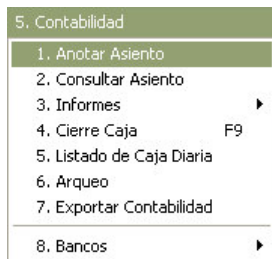 5. Contabilidad
1. Anotar Asiento
2. Consultar Asiento
3. Informes
4. Cierre Caja F9
5. Listado de Caja Diaria
6. Arqueo
7. Exportar Contabilidad
8. Bancos